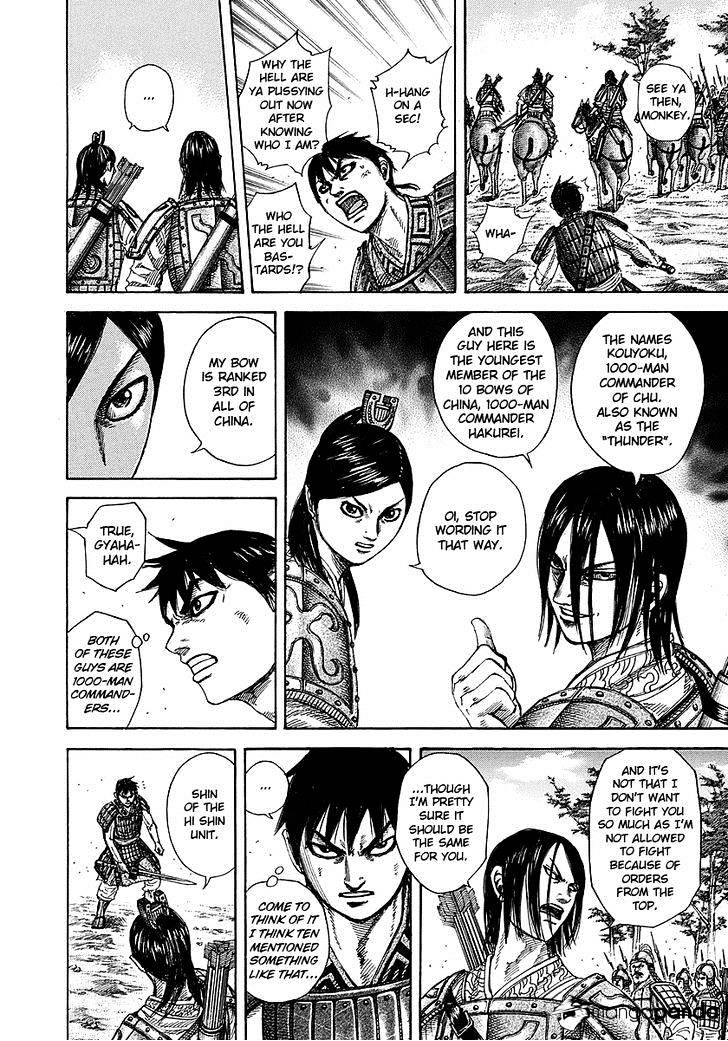 SEE YA
THEN,
MONKEY.
WHA-
H-HANG
ON A
SEC!
WHY THE
HELL ARE
YA PUSSYING
OUT NOW
AFTER
KNOWING
WHO I AM?
WHO
THE HELL
ARE YOU
BAS-
TARDS!?
...
THE NAMES
KOUYOKU,
1000-MAN
COMMANDER
OF CHU.
ALSO KNOWN
AS THE
"THUNDER".
AND THIS
GUY HERE
IS THE YOUNGEST
MEMBER OF THE
10 BOWS OF
CHINA, 1000-MAN
COMMANDER
HAKUREI.
OI, STOP
WORDING IT
THAT WAY.
MY BOW
IS RANKED
3RD IN
ALL OF
CHINA.
TRUE,
GYAHA-
HAH.
BOTH
OF THESE
GUYS ARE
1000-MAN
COMMAND-
ERS...
AND IT'S
NOT THAT I
DON'T WANT
TO FIGHT YOU
SO MUCH AS I'M
NOT ALLOWED
TO FIGHT
BECAUSE OF
ORDERS
FROM THE
TOP.
...THOUGH
I'M PRETTY
SURE IT
SHOULD BE
THE SAME
FOR YOU.
...
COME TO
THINK OF IT
I THINK TEN
MENTIONED
SOMETHING
LIKE THAT...
SHIN
OF THE
HI SHIN
UNIT.
mangapanda